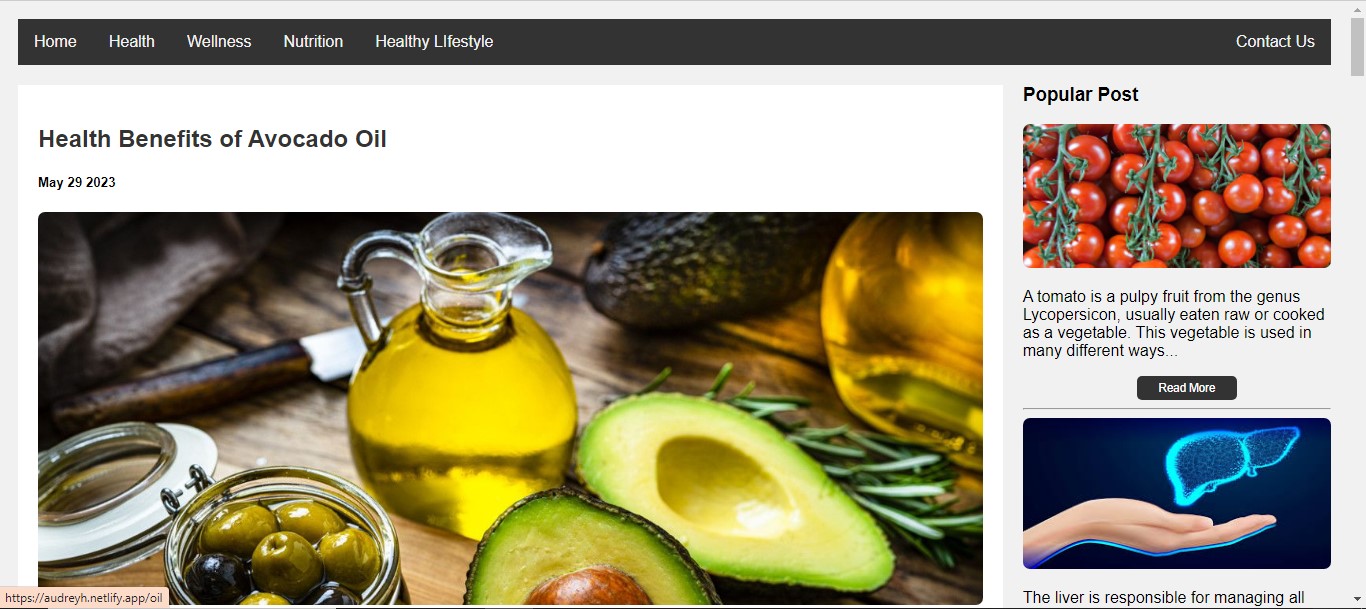 Home Health Wellness Nutrition Healthy LIfestyle Contact Us
Health Benefits of Avocado Oil
May 29 2023
Popular Post
A tomato is a pulpy fruit from the genus
Lycopersicon, usually eaten raw or cooked
as a vegetable. This vegetable is used in
many different ways...
Read More
The liver is responsible for managing all
https://audreyh.netlify.app/oil